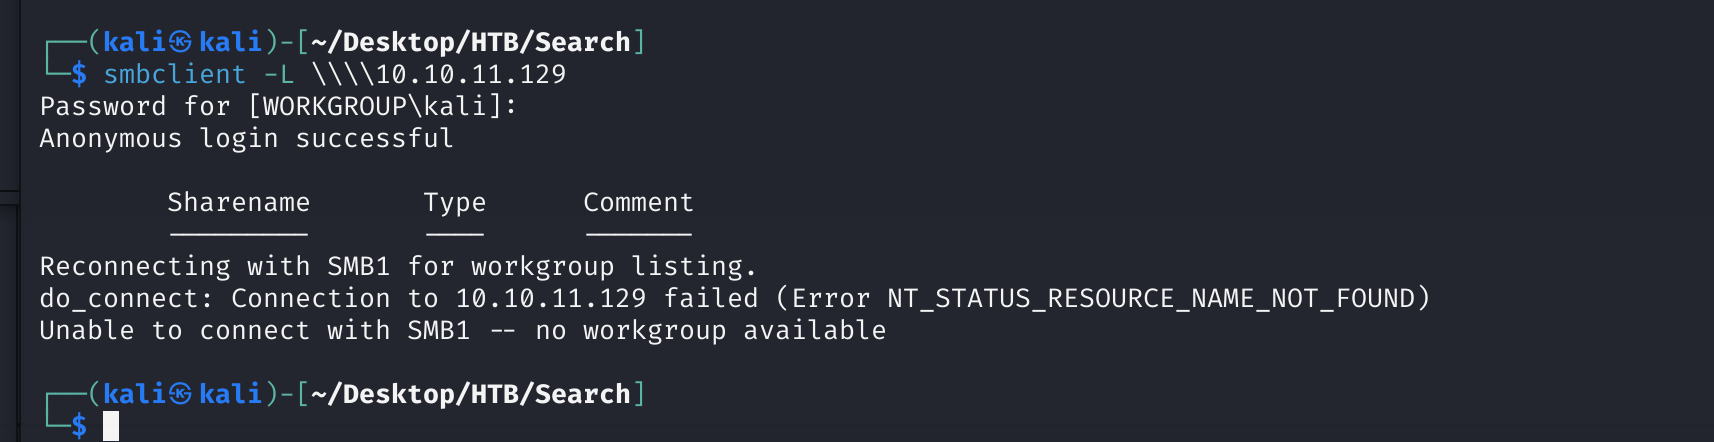 ┌──(kali㉿kali)-[~/Desktop/HTB/Search]
└─$ smbclient -L \\\\10.10.11.129
Password for [WORKGROUP\kali]:
Anonymous login successful
Sharename Type Comment
--------- ---- -------
Reconnecting with SMB1 for workgroup listing.
do_connect: Connection to 10.10.11.129 failed (Error NT_STATUS_RESOURCE_NAME_NOT_FOUND)
Unable to connect with SMB1 -- no workgroup available
┌──(kali㉿kali)-[~/Desktop/HTB/Search]
└─$